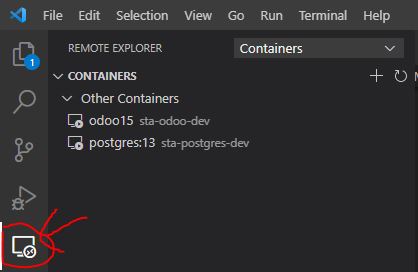 File Edit Selection View Go Run Terminal Help
REMOTE EXPLORER Containers
1
CONTAINERS
Other Containers
odoo15 sta-odoo-dev
postgres:13 sta-postgres-dev